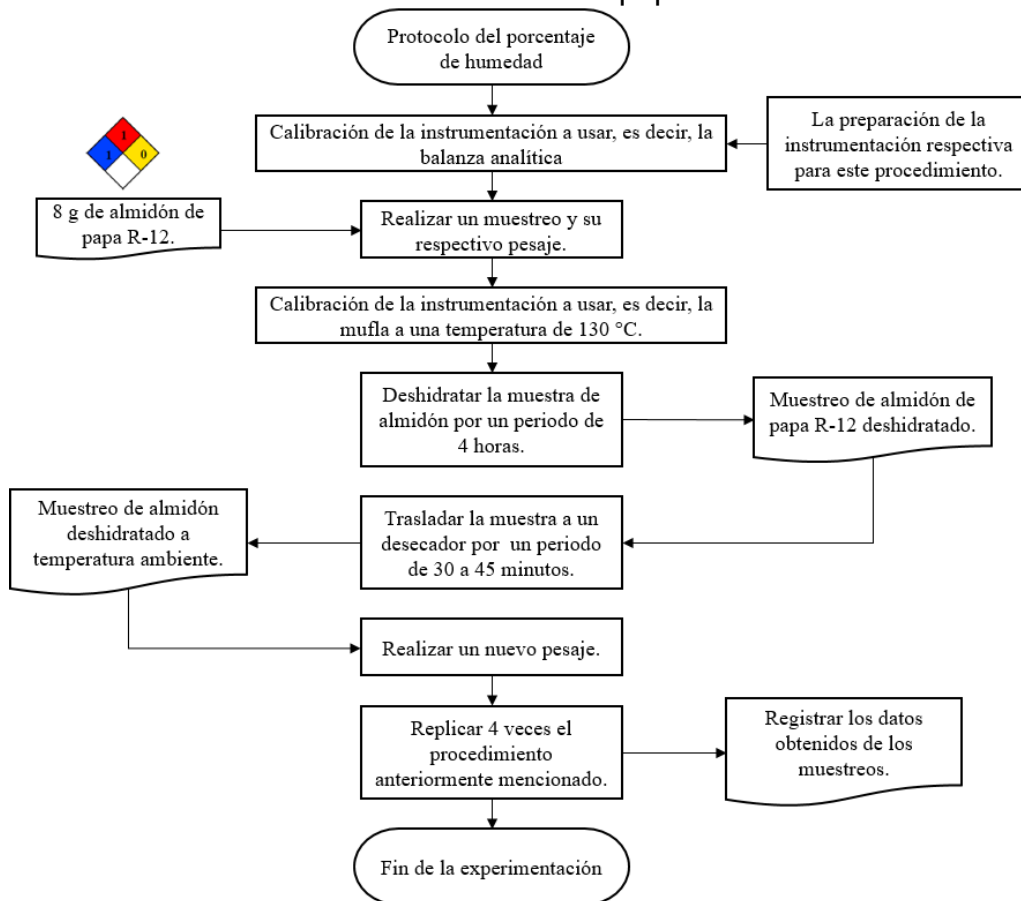 Protocolo del porcentaje
de humedad
Calibración de la instrumentación a usar, es decir, la
balanza analítica
La preparación de la
instrumentación respectiva
para este procedimiento.
1
1
0
8 g de almidón de
papa R-12.
Realizar un muestreo y su
respectivo pesaje.
Calibración de la instrumentación a usar, es decir, la
mufla a una temperatura de 130 °C.
Deshidratar la muestra de
almidón por un periodo de
4 horas.
Muestreo de almidón de
papa R-12 deshidratado.
Trasladar la muestra a un
desecador por un periodo
de 30 a 45 minutos.
Muestreo de almidón
deshidratado a
temperatura ambiente.
Realizar un nuevo pesaje.
Replicar 4 veces el
procedimiento
anteriormente mencionado.
Registrar los datos
obtenidos de los
muestreos.
Fin de la experimentación